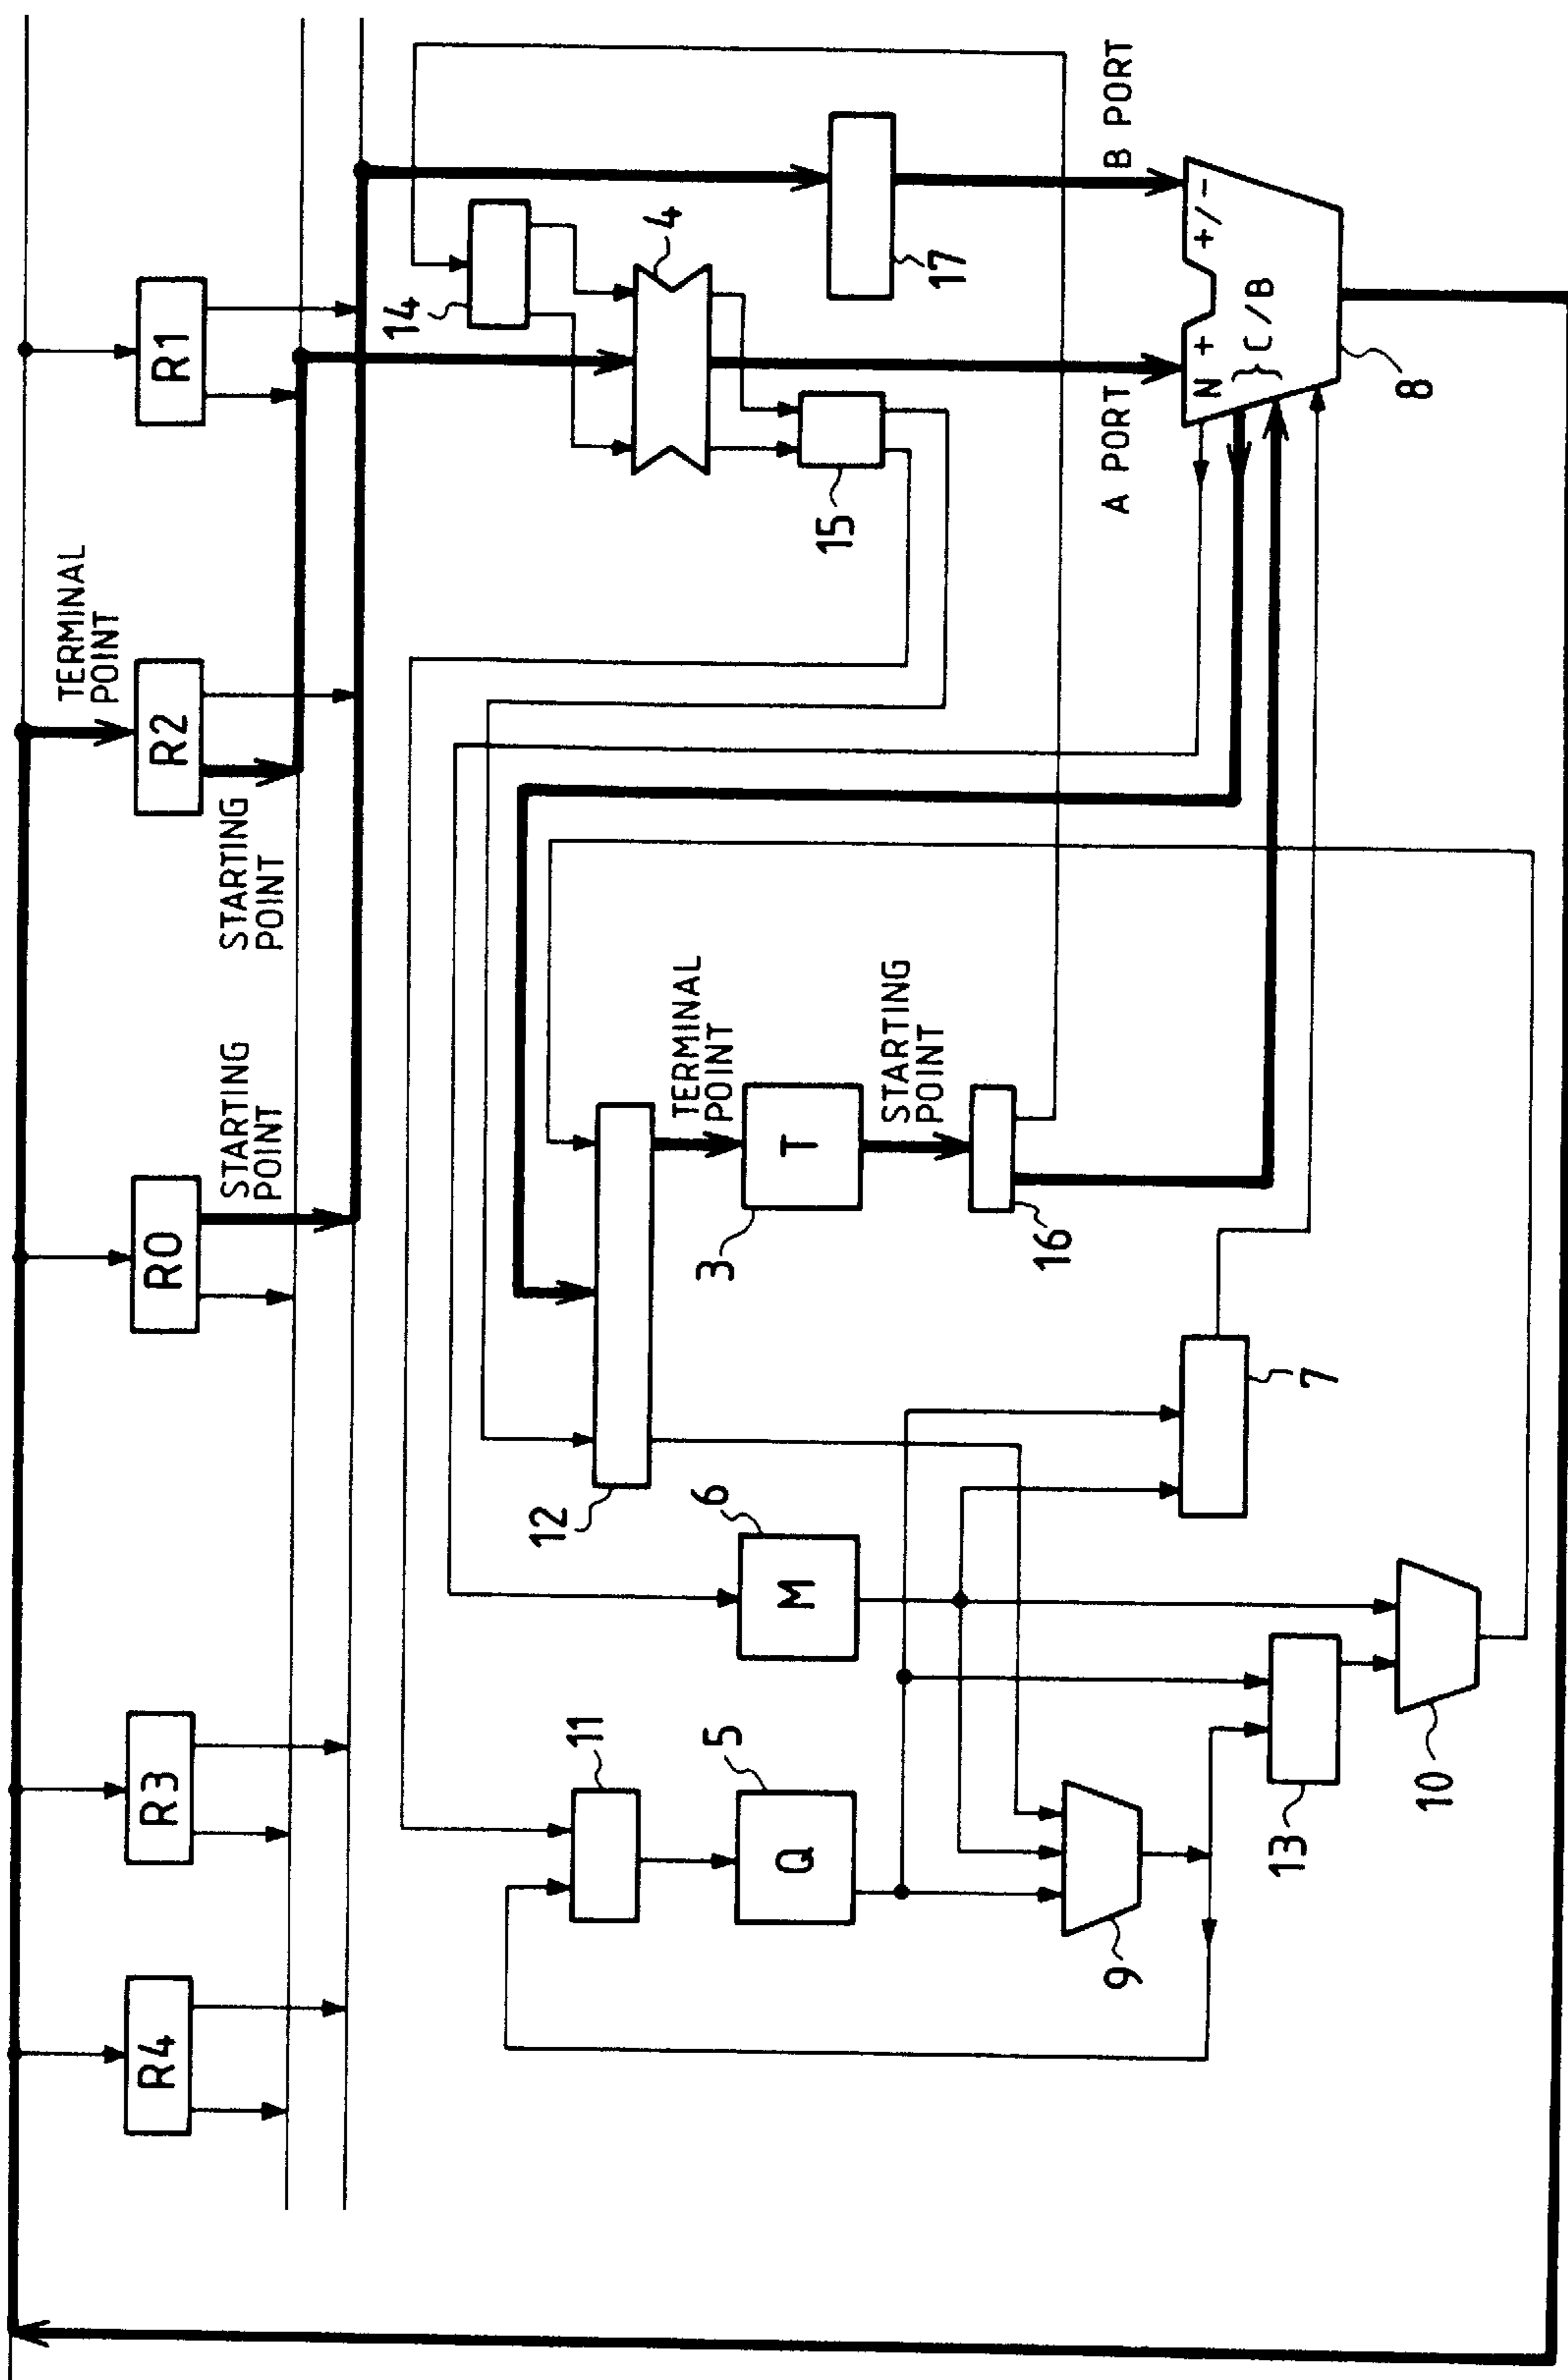 R4
R3
R0
R2
R1
TERMINAL
POINT
STARTING
POINT
STARTING
POINT
14
4
11
12
TERMINAL
POINT
5
6
3
Q
M
T
15
17
STARTING
POINT
16
9
13
7
10
A PORT
B PORT
N +
+/-
} C/B
8